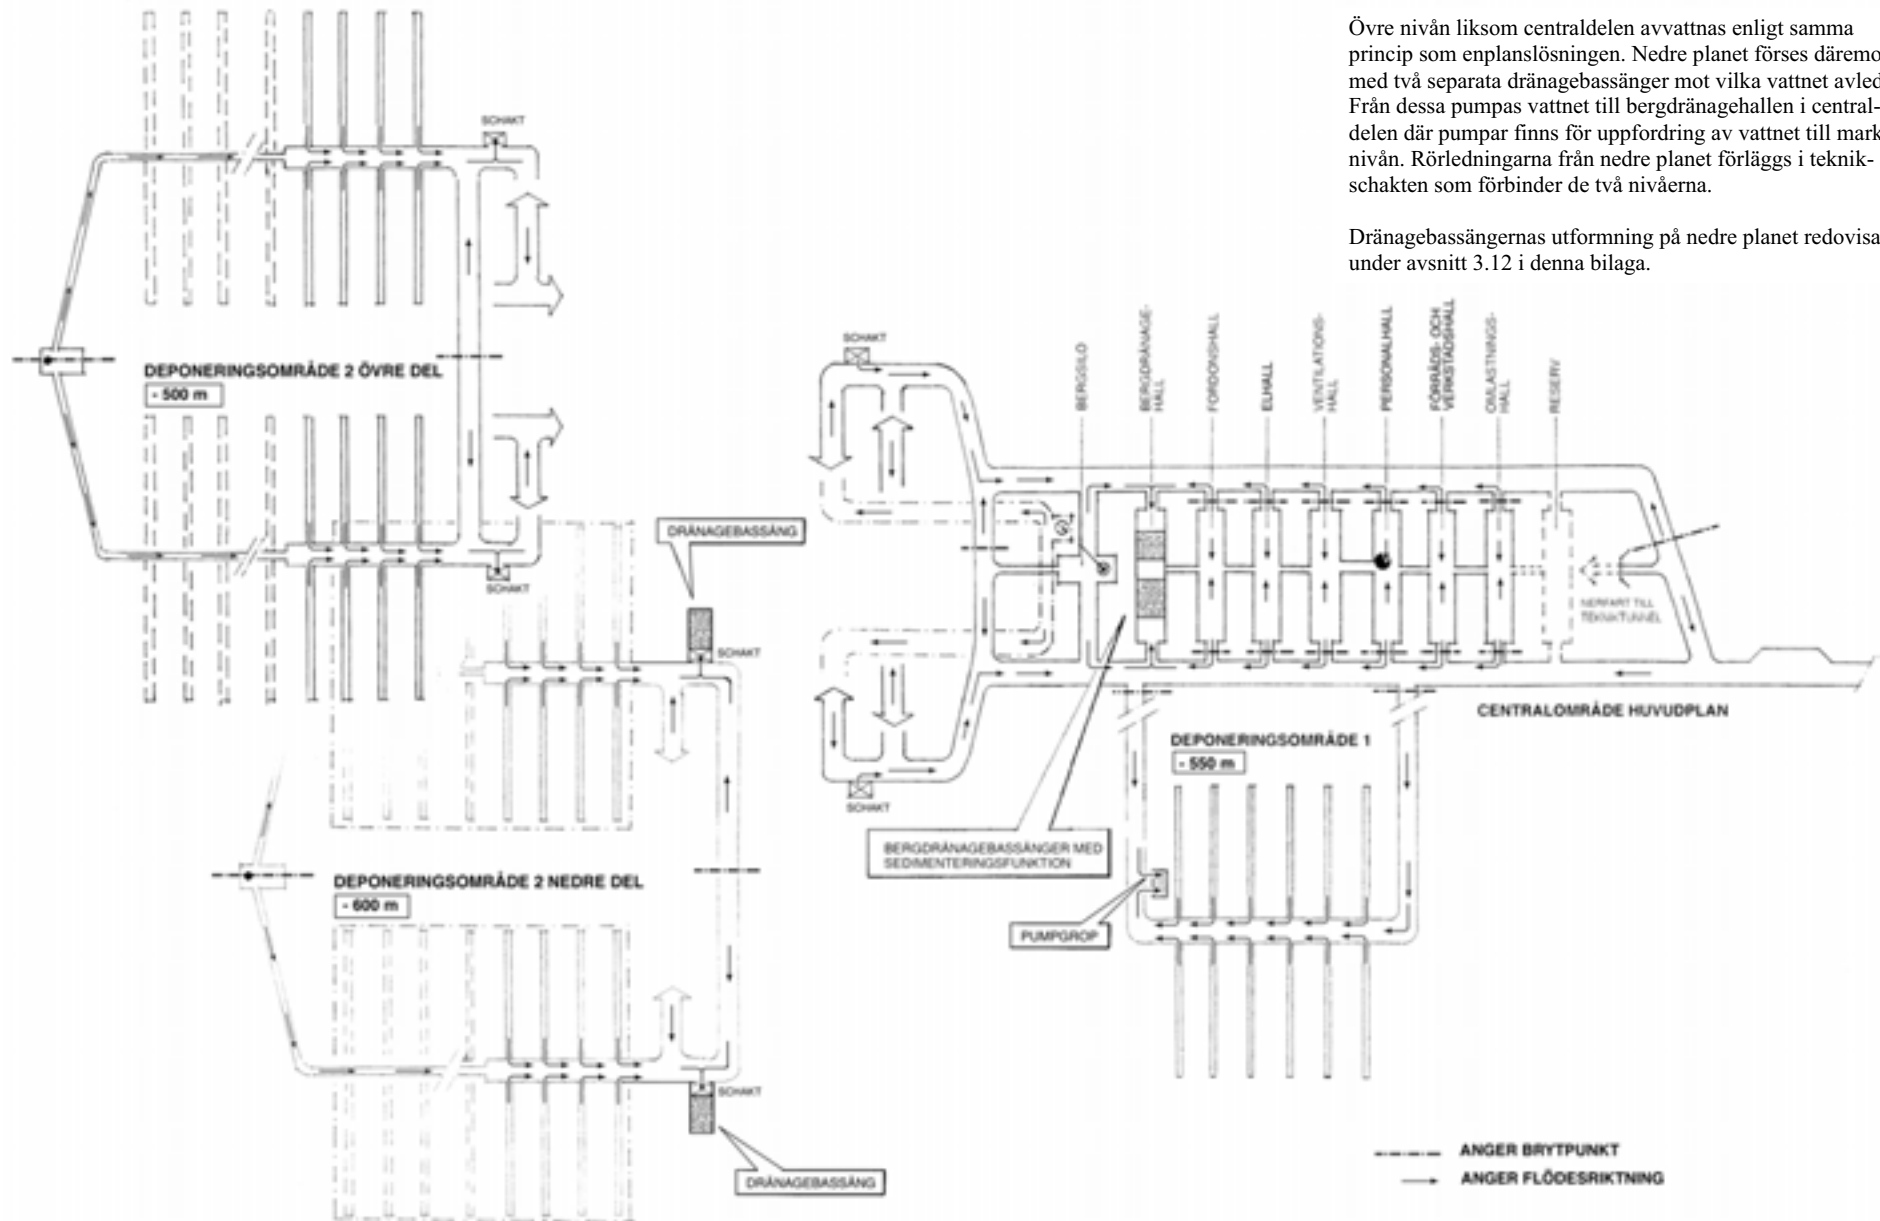 Övre nivån liksom centraldelen avvattnas enligt samma
princip som enplanslösningen. Nedre planet förses däremo
med två separata dränagebassänger mot vilka vattnet avled
Från dessa pumpas vattnet till bergdränagehallen i central-
delen där pumpar finns för uppfordring av vattnet till mark
nivån. Rörledningarna från nedre planet förläggs i teknik-
schakten som förbinder de två nivåerna.
Dränagebassängernas utformning på nedre planet redovisa
under avsnitt 3.12 i denna bilaga.
SCHAKT
DEPONERINGSOMRÅDE 2 ÖVRE DEL
- 500 m
SCHAKT
DRÄNAGEBASSÄNG
SCHAKT
DEPONERINGSOMRÅDE 2 NEDRE DEL
- 600 m
SCHAKT
DRÄNAGEBASSÄNG
SCHAKT
BERGSILO
BERGDRÄNAGE-
HALL
FORDONSHALL
ELHALL
VENTILATIONS-
HALL
PERSONALHALL
FÖRRÅDS- OCH
VERKSTADSHALL
OMLASTNINGS-
HALL
RESERV
NERFART TILL
TEKNIKTUNNEL
CENTRALOMRÅDE HUVUDPLAN
DEPONERINGSOMRÅDE 1
- 550 m
SCHAKT
BERGDRÄNAGEBASSÄNGER MED
SEDIMENTERINGSFUNKTION
PUMPGROP
ANGER BRYTPUNKT
ANGER FLÖDESRIKTNING